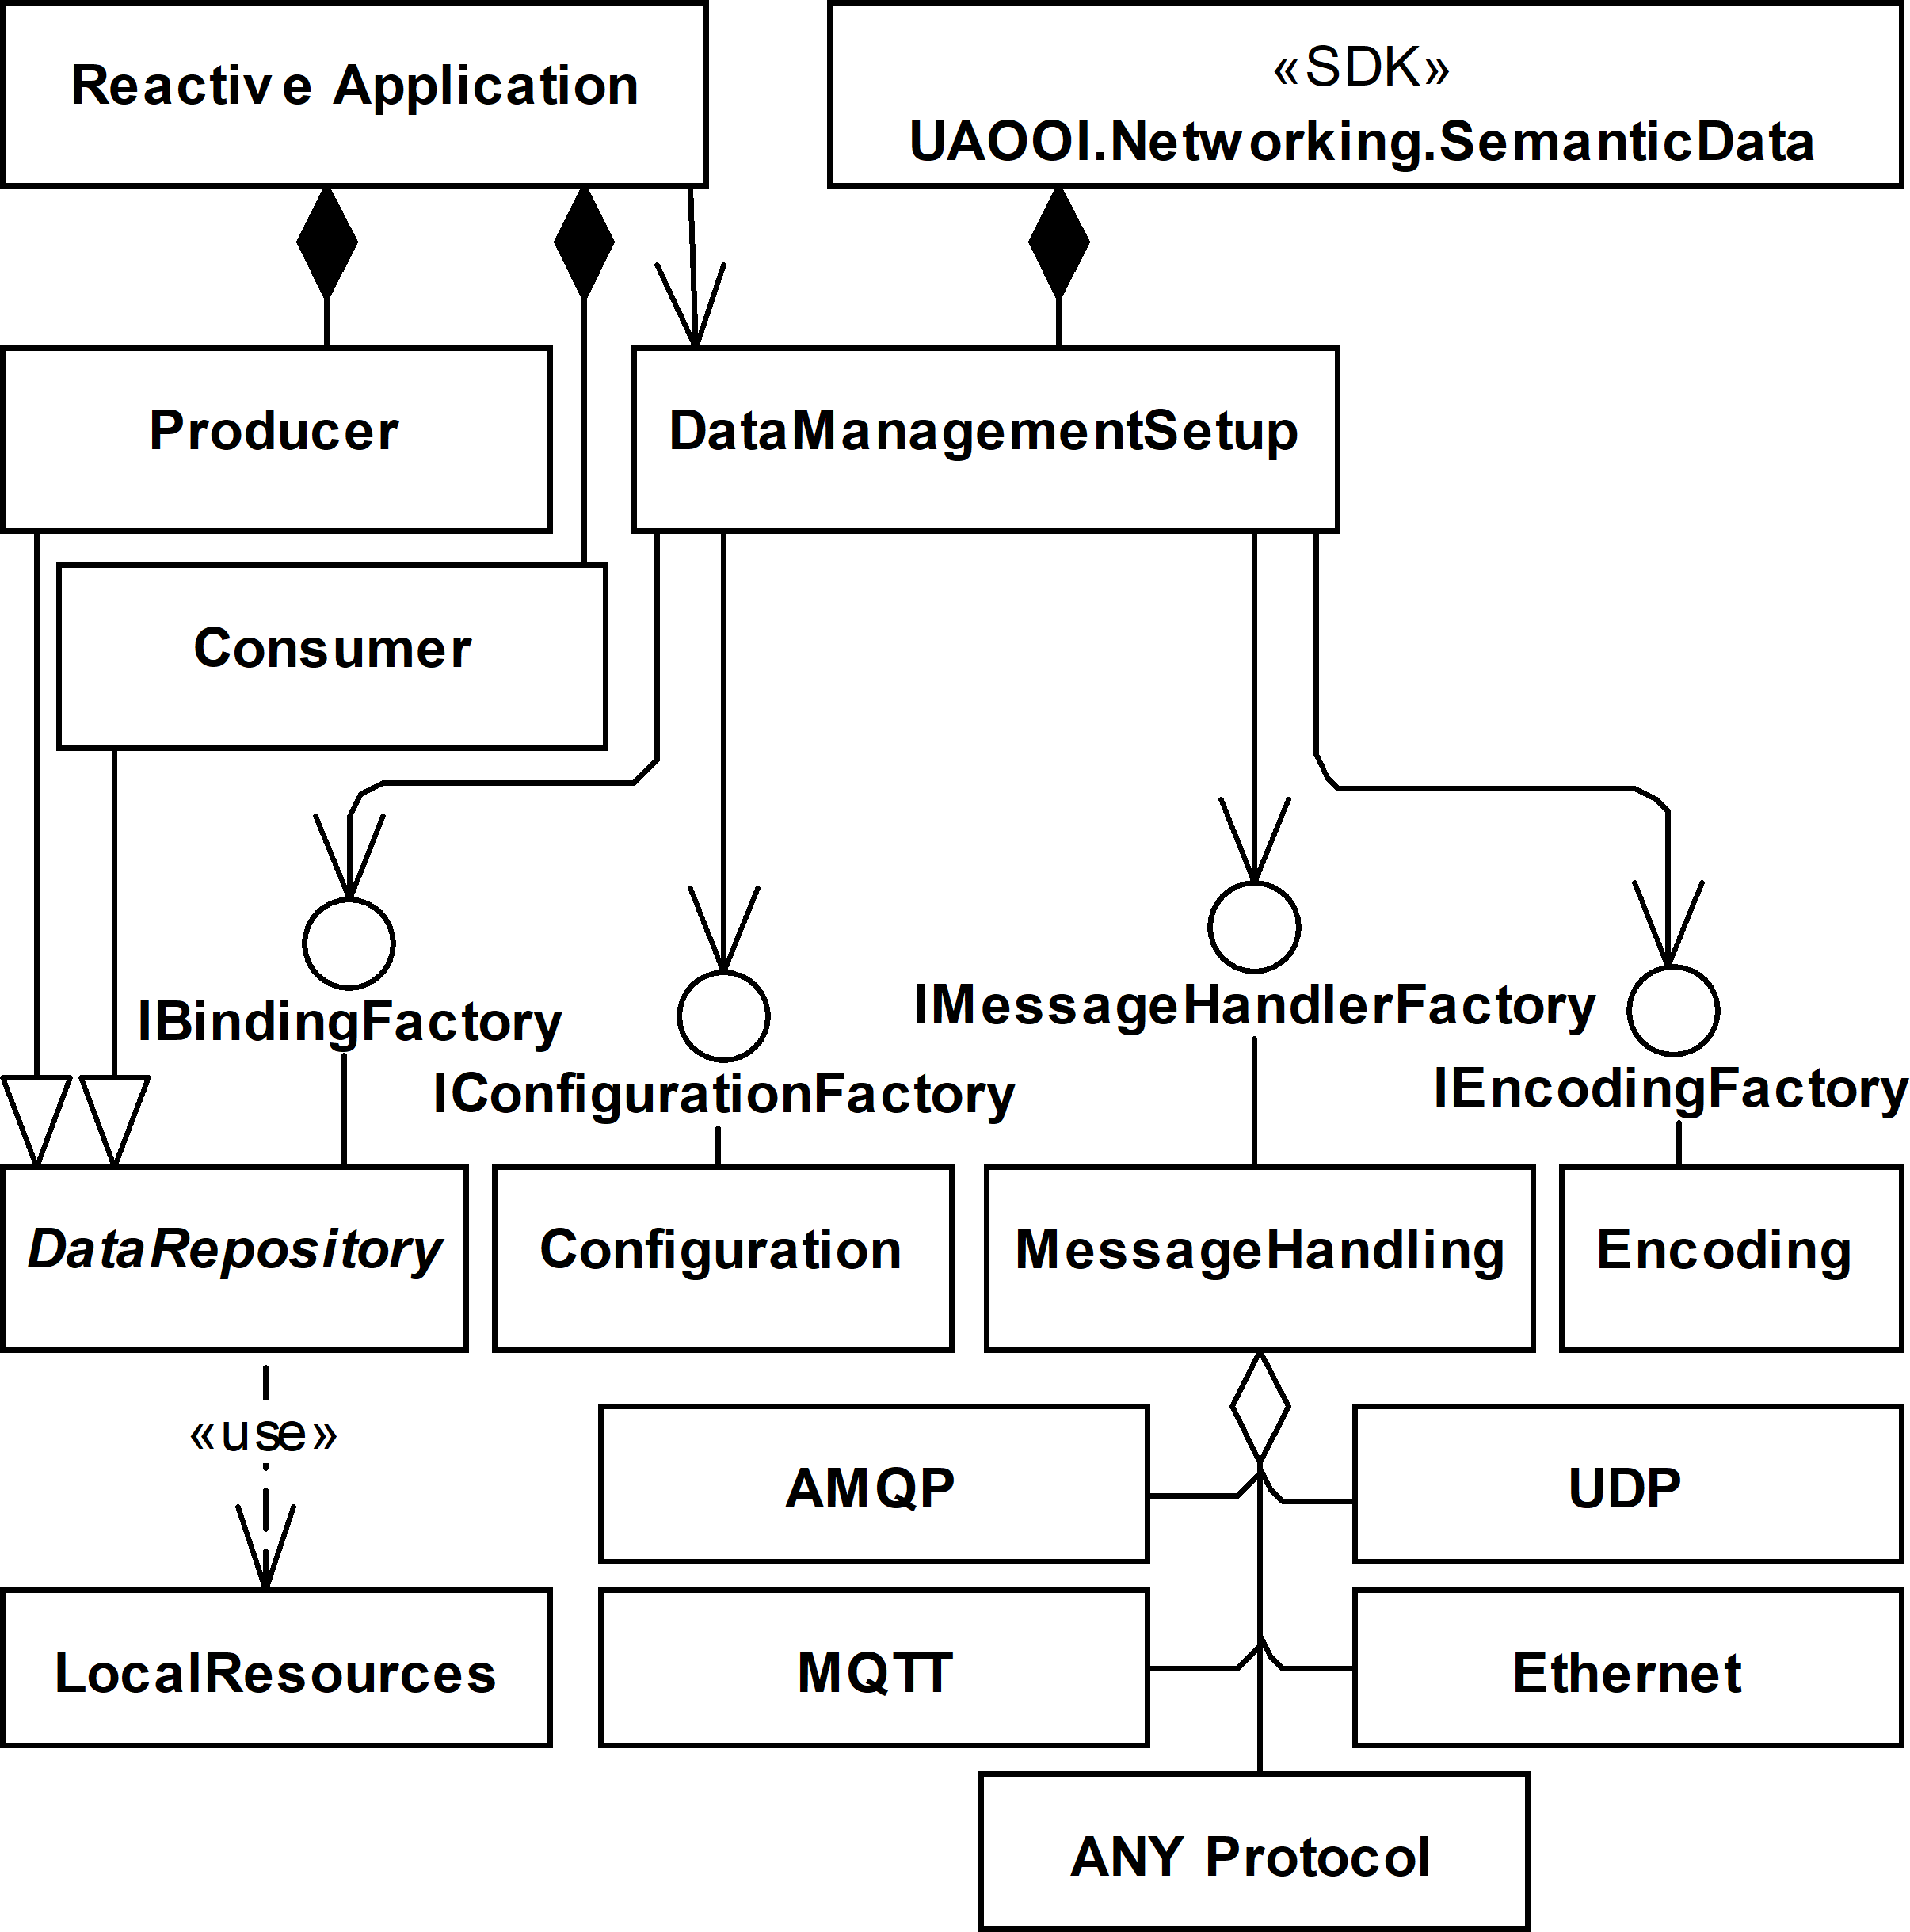 Reactive Application
«SDK»
UAOOI.Networking.SemanticData
Producer
DataManagementSetup
Consumer
IBindingFactory
IConfigurationFactory
IMessageHandlerFactory
IEncodingFactory
DataRepository
Configuration
MessageHandling
Encoding
«use»
AMQP
UDP
LocalResources
MQTT
Ethernet
ANY Protocol